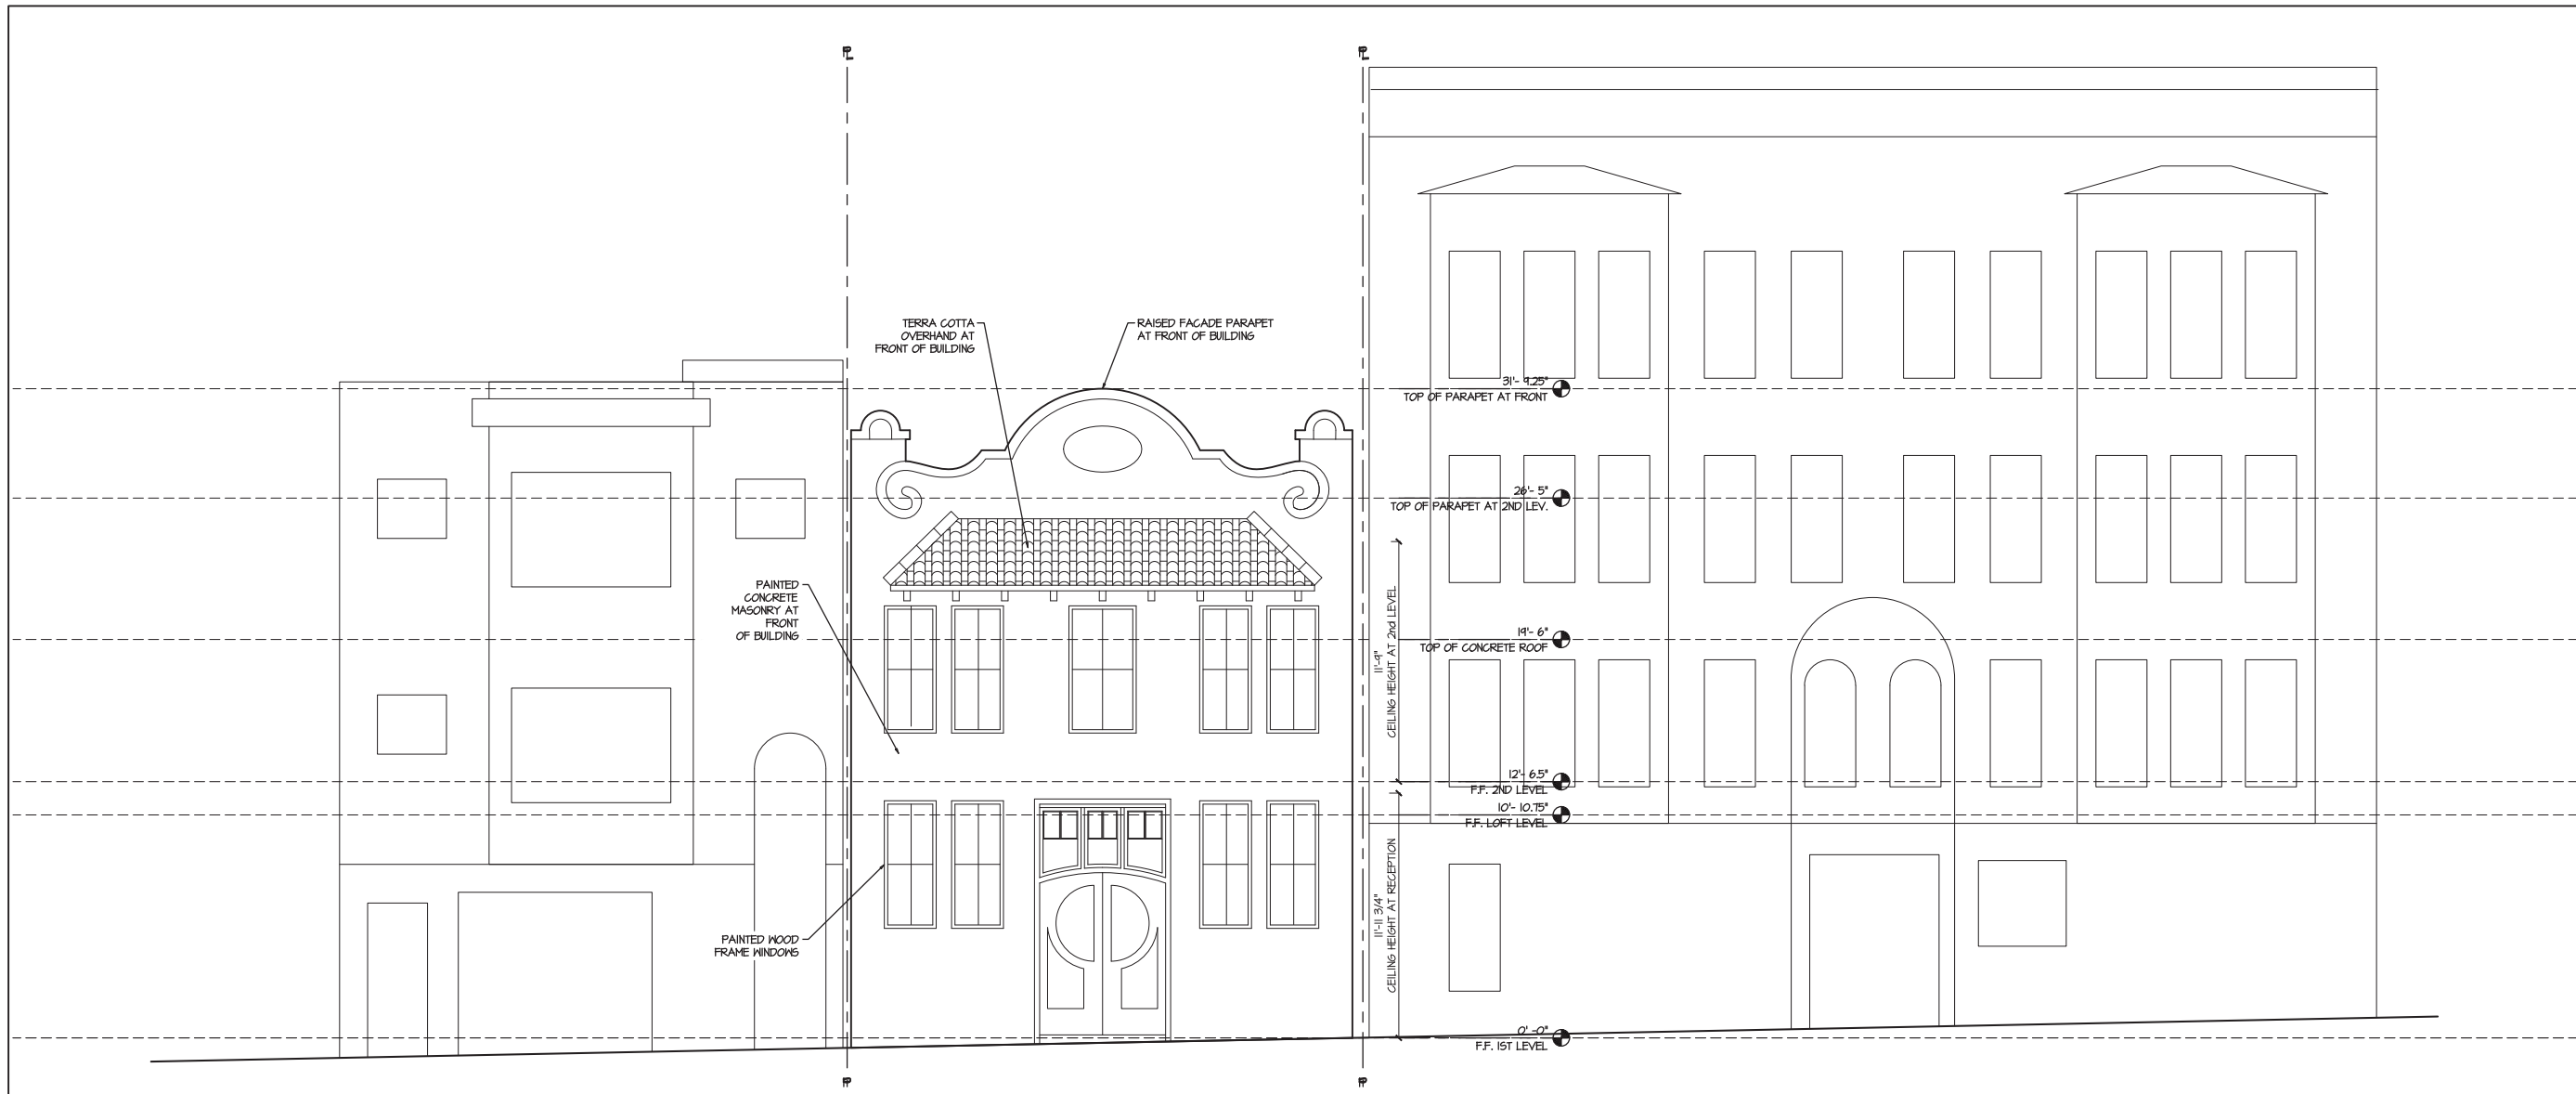 PL
PL
TERRA COTTA
OVERHAND AT
FRONT OF BUILDING
RAISED FACADE PARAPET
AT FRONT OF BUILDING
31'- 9.25"
TOP OF PARAPET AT FRONT
26'- 5"
TOP OF PARAPET AT 2ND LEV.
PAINTED
CONCRETE
MASONRY AT
FRONT
OF BUILDING
11'-9"
CEILING HEIGHT AT 2nd LEVEL
19'- 6"
TOP OF CONCRETE ROOF
12'- 6.5"
F.F. 2ND LEVEL
10'- 10.75"
F.F. LOFT LEVEL
11'-11 3/4"
CEILING HEIGHT AT RECEPTION
PAINTED WOOD
FRAME WINDOWS
0' -0"
F.F. 1ST LEVEL
PL
PL